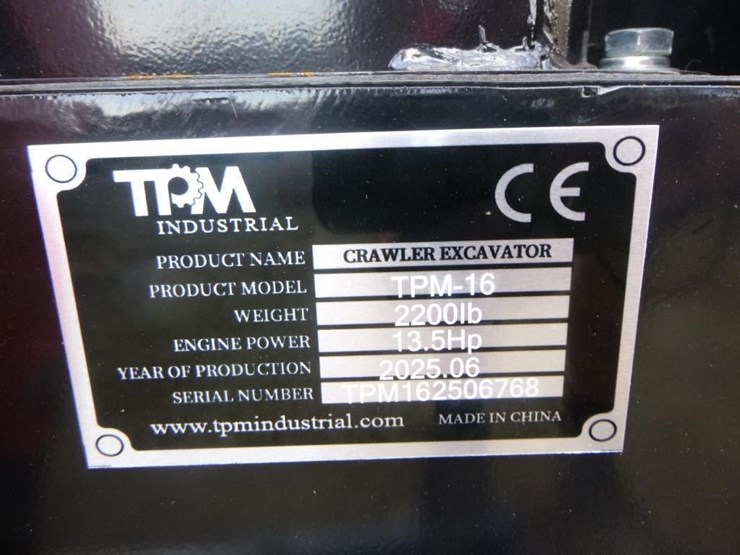 TPM
INDUSTRIAL
CE
PRODUCT NAME CRAWLER EXCAVATOR
PRODUCT MODEL TPM-16
WEIGHT 2200lb
ENGINE POWER 13.5Hp
YEAR OF PRODUCTION 2025.06
SERIAL NUMBER TPM162506768
www.tpmindustrial.com MADE IN CHINA